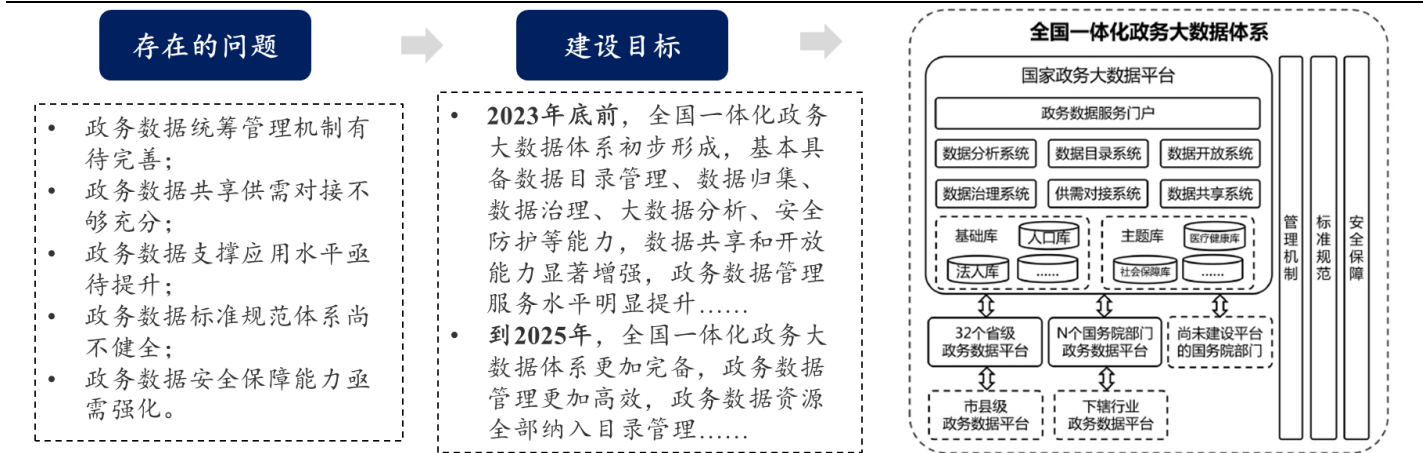 存在的问题
• 政务数据统筹管理机制有
待完善；
• 政务数据共享供需对接不
够充分；
• 政务数据支撑应用水平亟
待提升；
• 政务数据标准规范体系尚
不健全；
• 政务数据安全保障能力亟
需强化。
建设目标
• 2023年底前，全国一体化政务
大数据体系初步形成，基本具
备数据目录管理、数据归集、
数据治理、大数据分析、安全
防护等能力，数据共享和开放
能力显著增强，政务数据管理
服务水平明显提升……
• 到2025年，全国一体化政务大
数据体系更加完备，政务数据
管理更加高效，政务数据资源
全部纳入目录管理……
全国一体化政务大数据体系
国家政务大数据平台
政务数据服务门户
数据分析系统 数据目录系统 数据开放系统
数据治理系统 供需对接系统 数据共享系统
基础库 人口库
法人库 ……
主题库 医疗健康库
社会保障库 ……
32个省级
政务数据平台
N个国务院部门
政务数据平台
尚未建设平台
的国务院部门
市县级
政务数据平台
下辖行业
政务数据平台
管理机制
标准规范
安全保障